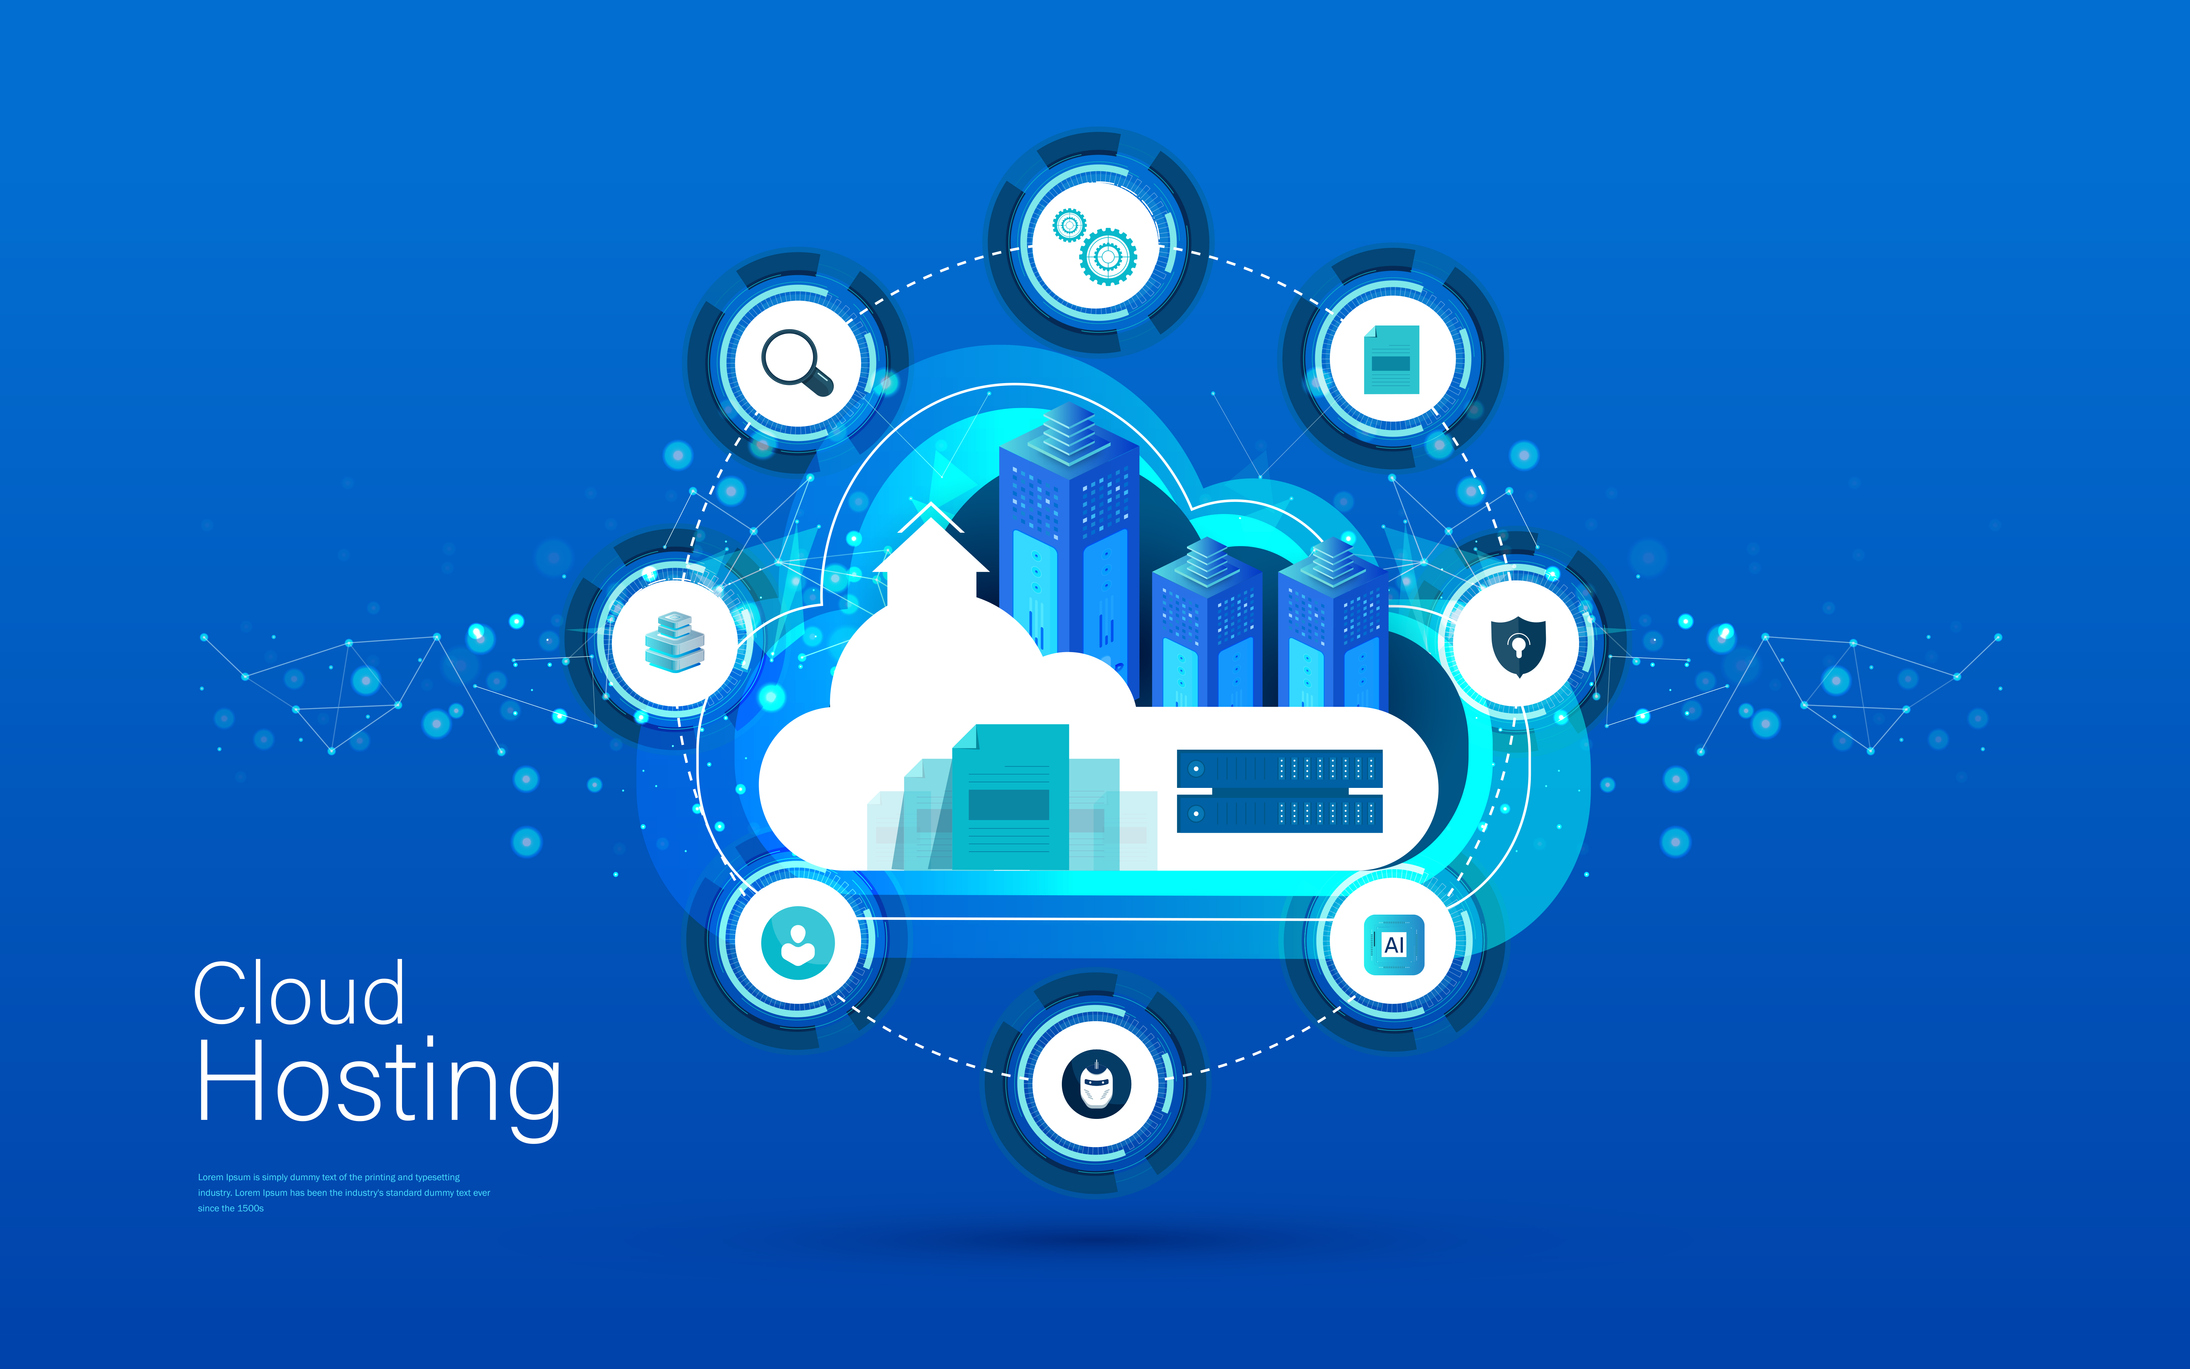 AI
Cloud
Hosting
Lorem Ipsum is simply dummy text of the printing and typesetting
industry. Lorem Ipsum has been the industry's standard dummy text ever
since the 1500s